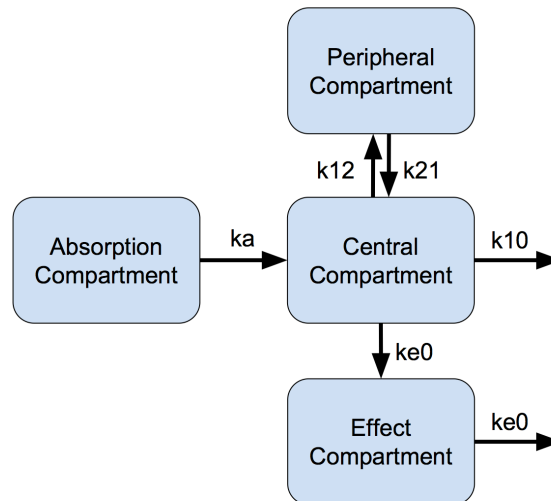 Peripheral
Compartment
k12
k21
Absorption
Compartment
ka
Central
Compartment
k10
ke0
Effect
Compartment
ke0